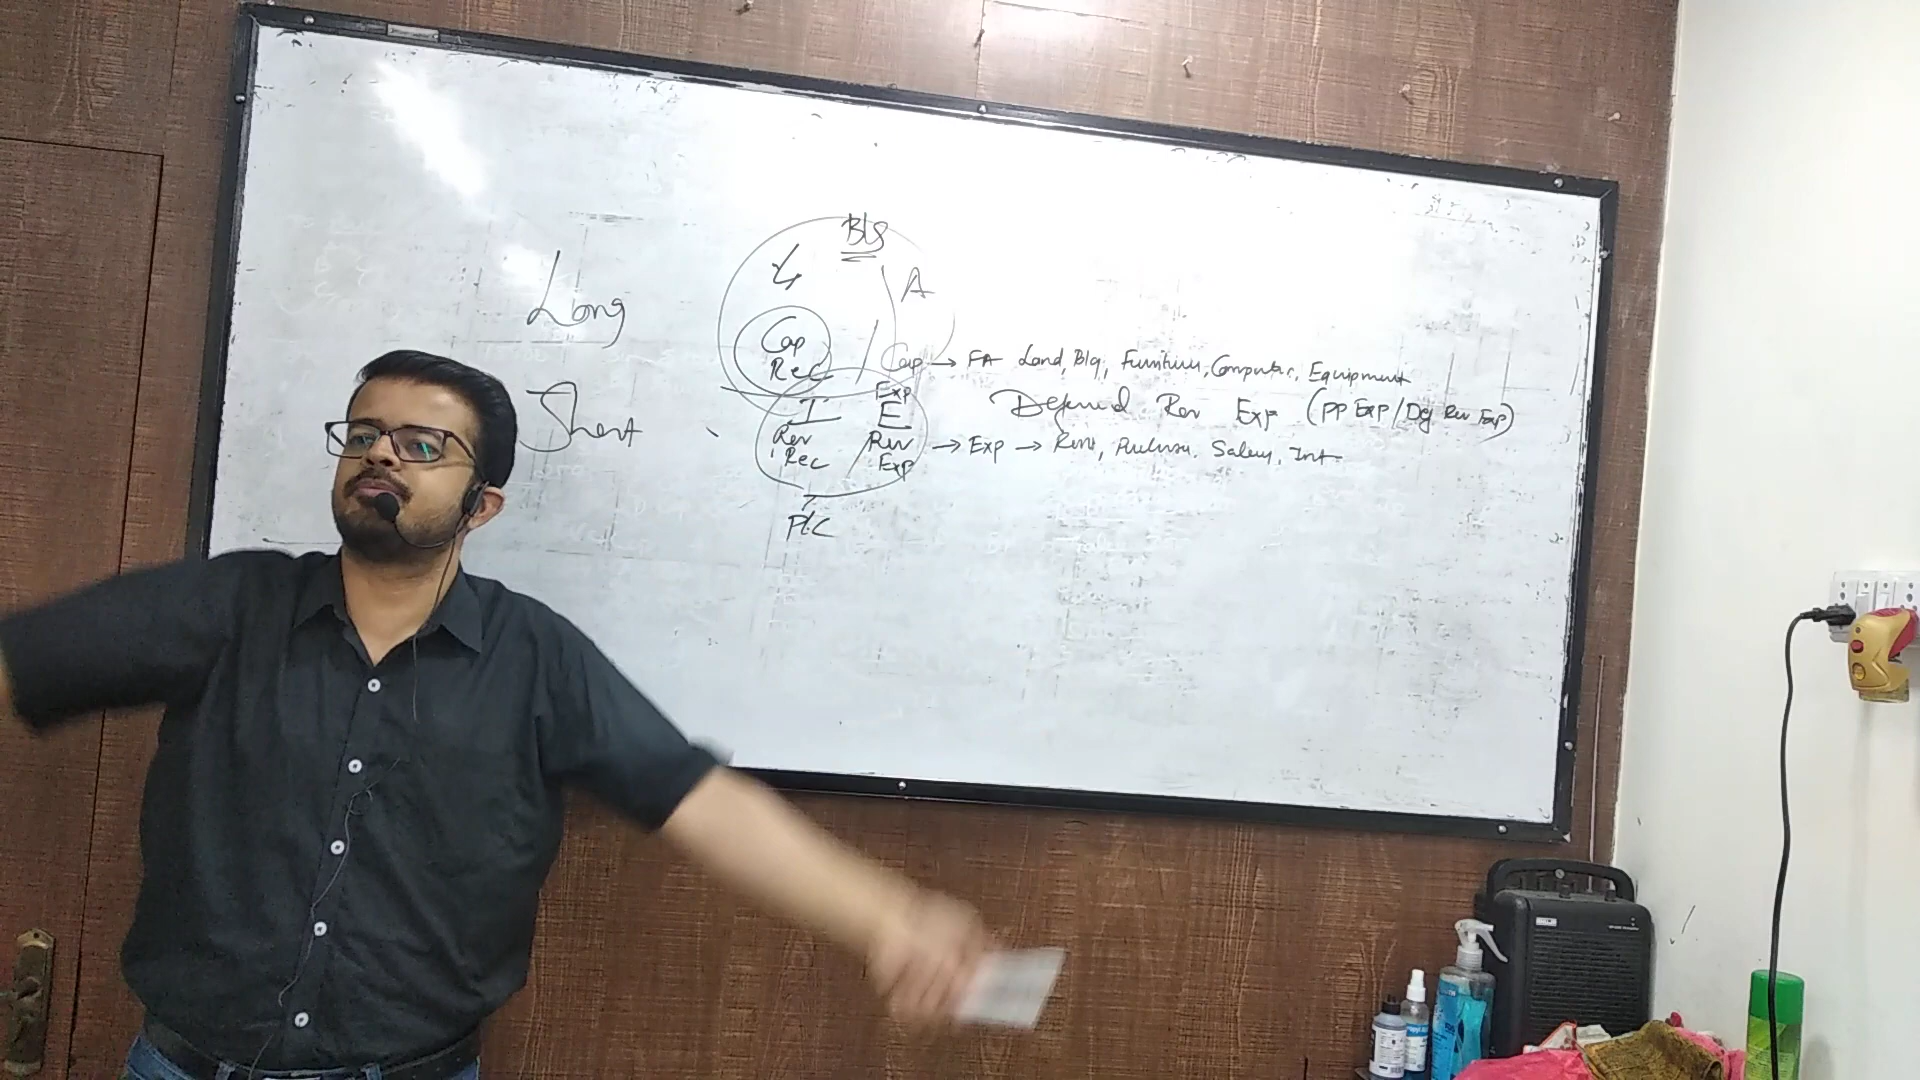 B/S
L A
Long
Cap Rec
Cap Exp → FA Land, Blg, Furniture, Computer, Equipment
Deferred Rev Exp (PP Exp/Def Rev Exp)
Short
I E
Rev Rec
Rev Exp → Exp → Rent, Purchase, Salary, Int